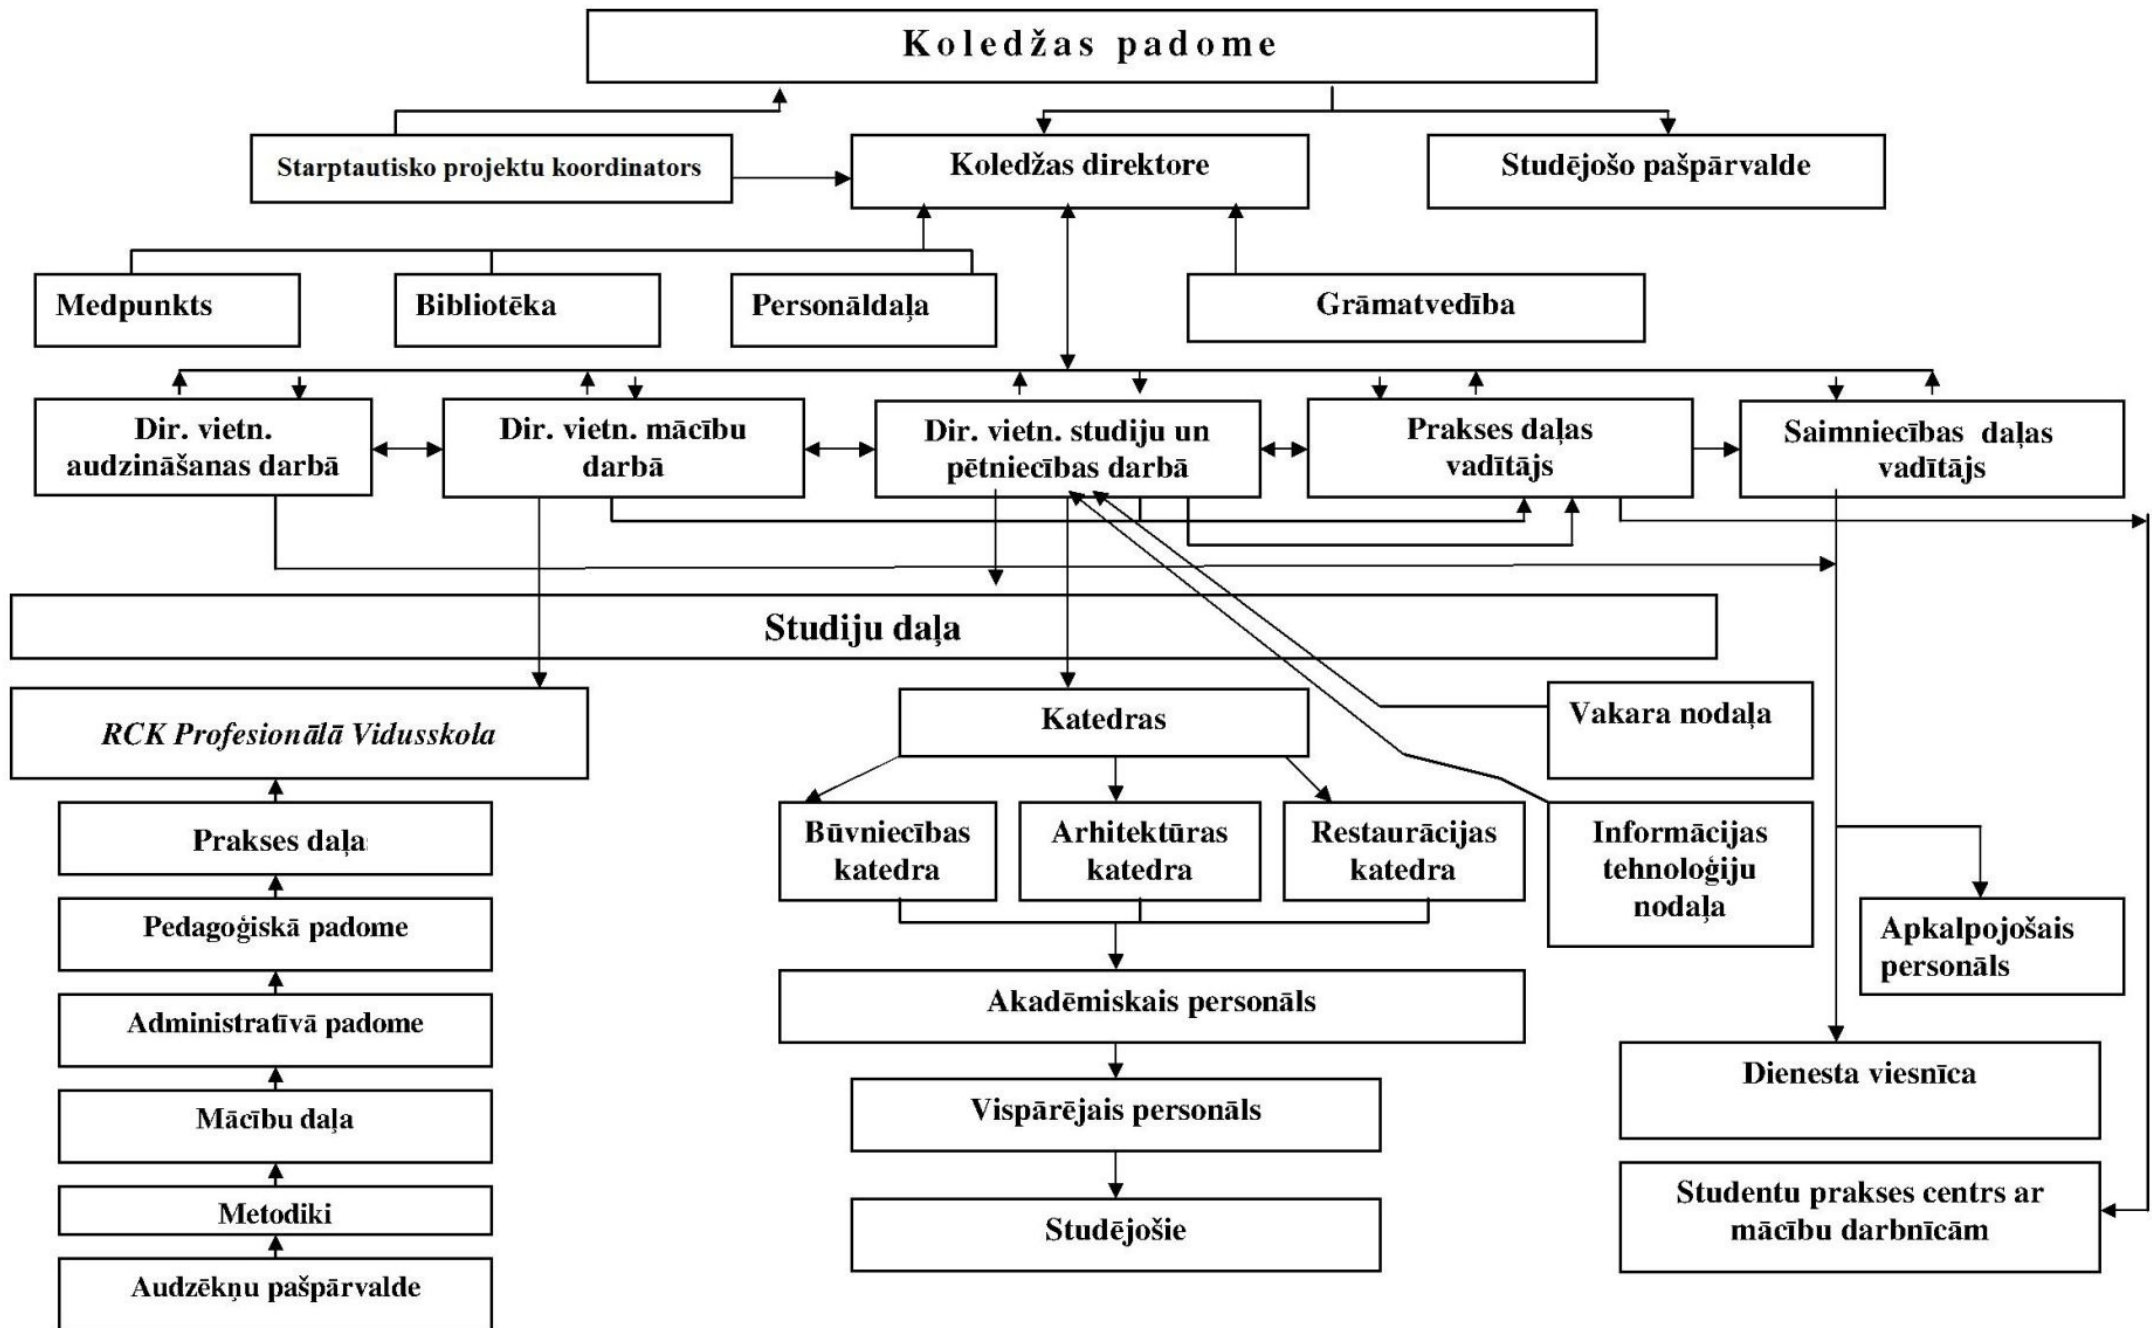 Koledžas padome
Starptautisko projektu koordinators
Koledžas direktore
Studējošo pašpārvalde
Medpunkts
Bibliotēka
Personāldaļa
Grāmatvedība
Dir. vietn.
audzināšanas darbā
Dir. vietn. mācību
darbā
Dir. vietn. studiju un
pētniecības darbā
Prakses daļas
vadītājs
Saimniecības daļas
vadītājs
Studiju daļa
RCK Profesionālā Vidusskola
Katedras
Vakara nodaļa
Prakses daļa
Būvniecības
katedra
Arhitektūras
katedra
Restaurācijas
katedra
Informācijas
tehnoloģiju
nodaļa
Pedagoģiskā padome
Apkalpojošais
personāls
Administratīvā padome
Akadēmiskais personāls
Dienesta viesnīca
Mācību daļa
Vispārējais personāls
Metodiki
Studējošie
Studentu prakses centrs ar
mācību darbnīcām
Audzēkņu pašpārvalde